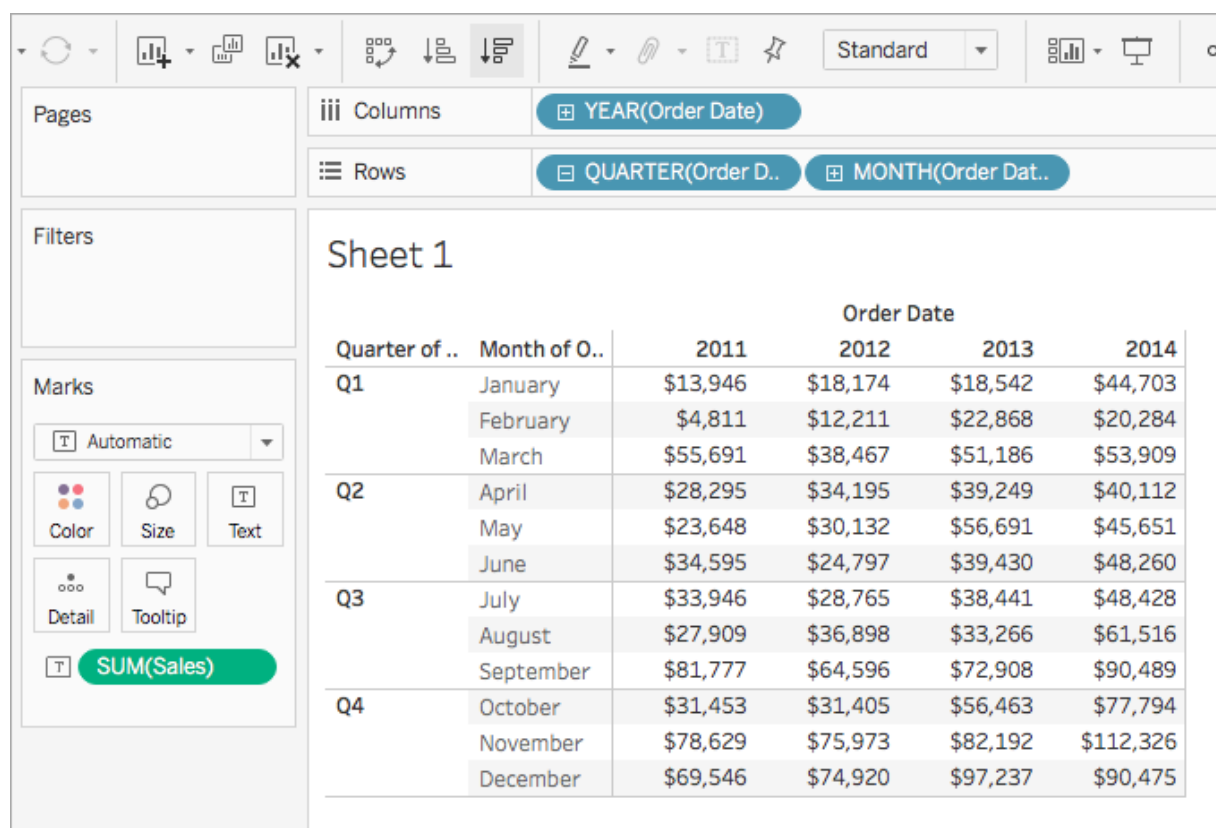 Standard
Pages
Columns
YEAR(Order Date)
Rows
QUARTER(Order D..
MONTH(Order Dat..
Filters
Marks
T Automatic
Color
Size
T
Text
Detail
Tooltip
T SUM(Sales)
Sheet 1
Order Date
Quarter of .. Month of O.. 2011 2012 2013 2014
Q1 January $13,946 $18,174 $18,542 $44,703
February $4,811 $12,211 $22,868 $20,284
March $55,691 $38,467 $51,186 $53,909
Q2 April $28,295 $34,195 $39,249 $40,112
May $23,648 $30,132 $56,691 $45,651
June $34,595 $24,797 $39,430 $48,260
Q3 July $33,946 $28,765 $38,441 $48,428
August $27,909 $36,898 $33,266 $61,516
September $81,777 $64,596 $72,908 $90,489
Q4 October $31,453 $31,405 $56,463 $77,794
November $78,629 $75,973 $82,192 $112,326
December $69,546 $74,920 $97,237 $90,475